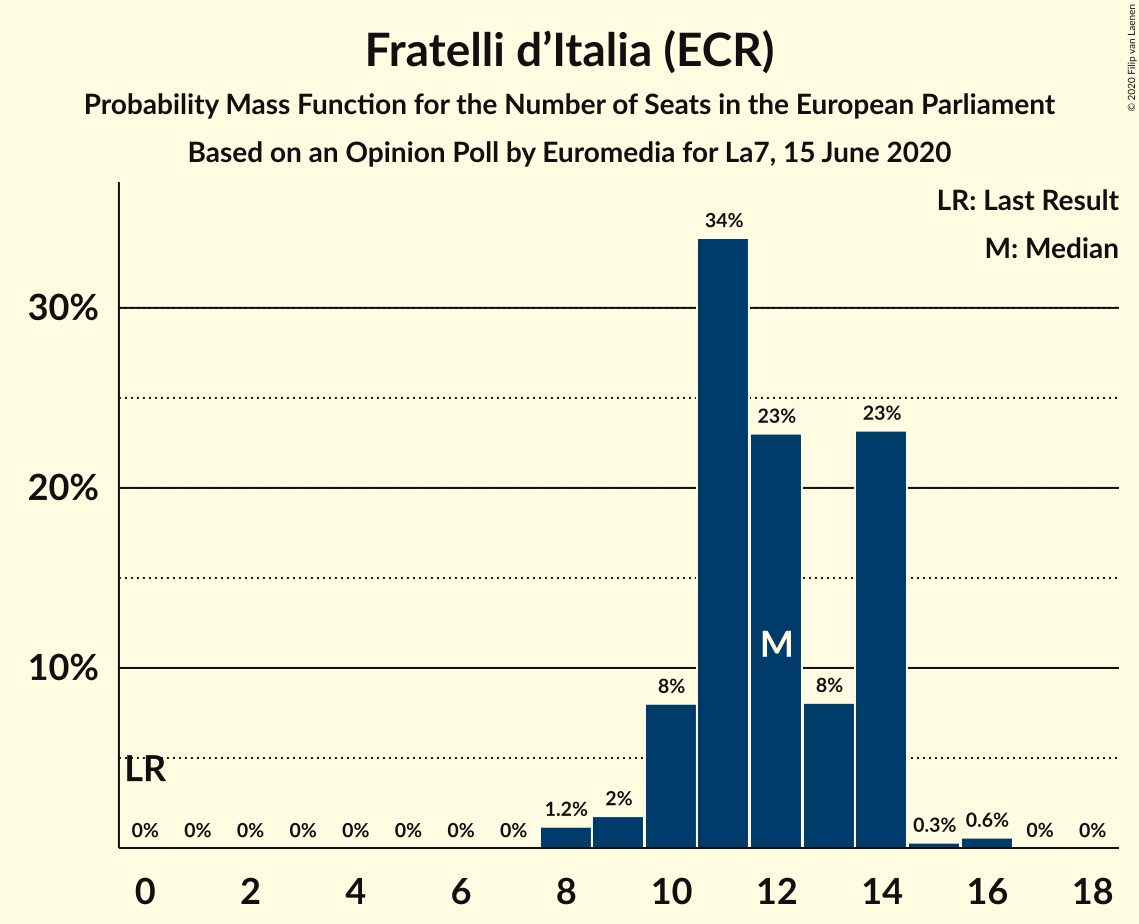 Fratelli d’Italia (ECR)
Probability Mass Function for the Number of Seats in the European Parliament
Based on an Opinion Poll by Euromedia for La7, 15 June 2020
© 2020 Filip van Laenen
LR: Last Result
M: Median
34%
30%
23% 23%
20%
M
10%
8% 8%
LR
0% 0% 0% 0% 0% 0% 0% 0% 1.2% 2% 0.3% 0.6% 0% 0%
0 2 4 6 8 10 12 14 16 18